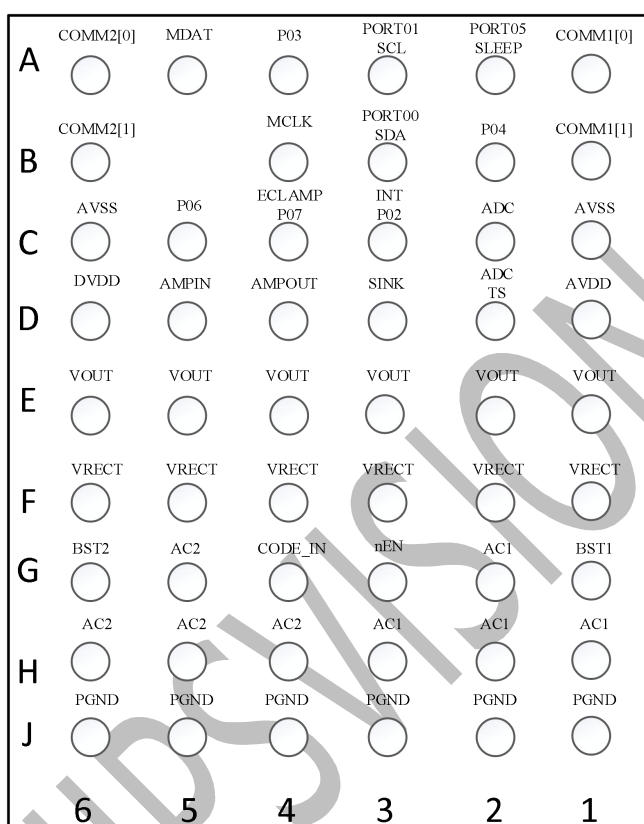 COMM2[0] MDAT P03 PORT01 SCL PORT05 SLEEP COMM1[0]
A
COMM2[1] MCLK PORT00 SDA P04 COMM1[1]
B
AVSS P06 ECLAMP P07 INT P02 ADC AVSS
C
DVDD AMPIN AMPOUT SINK ADC TS AVDD
D
VOUT VOUT VOUT VOUT VOUT VOUT
E
VRECT VRECT VRECT VRECT VRECT VRECT
F
BST2 AC2 CODE_IN nEN AC1 BST1
G
AC2 AC2 AC2 AC1 AC1 AC1
H
PGND PGND PGND PGND PGND PGND
J
6 5 4 3 2 1